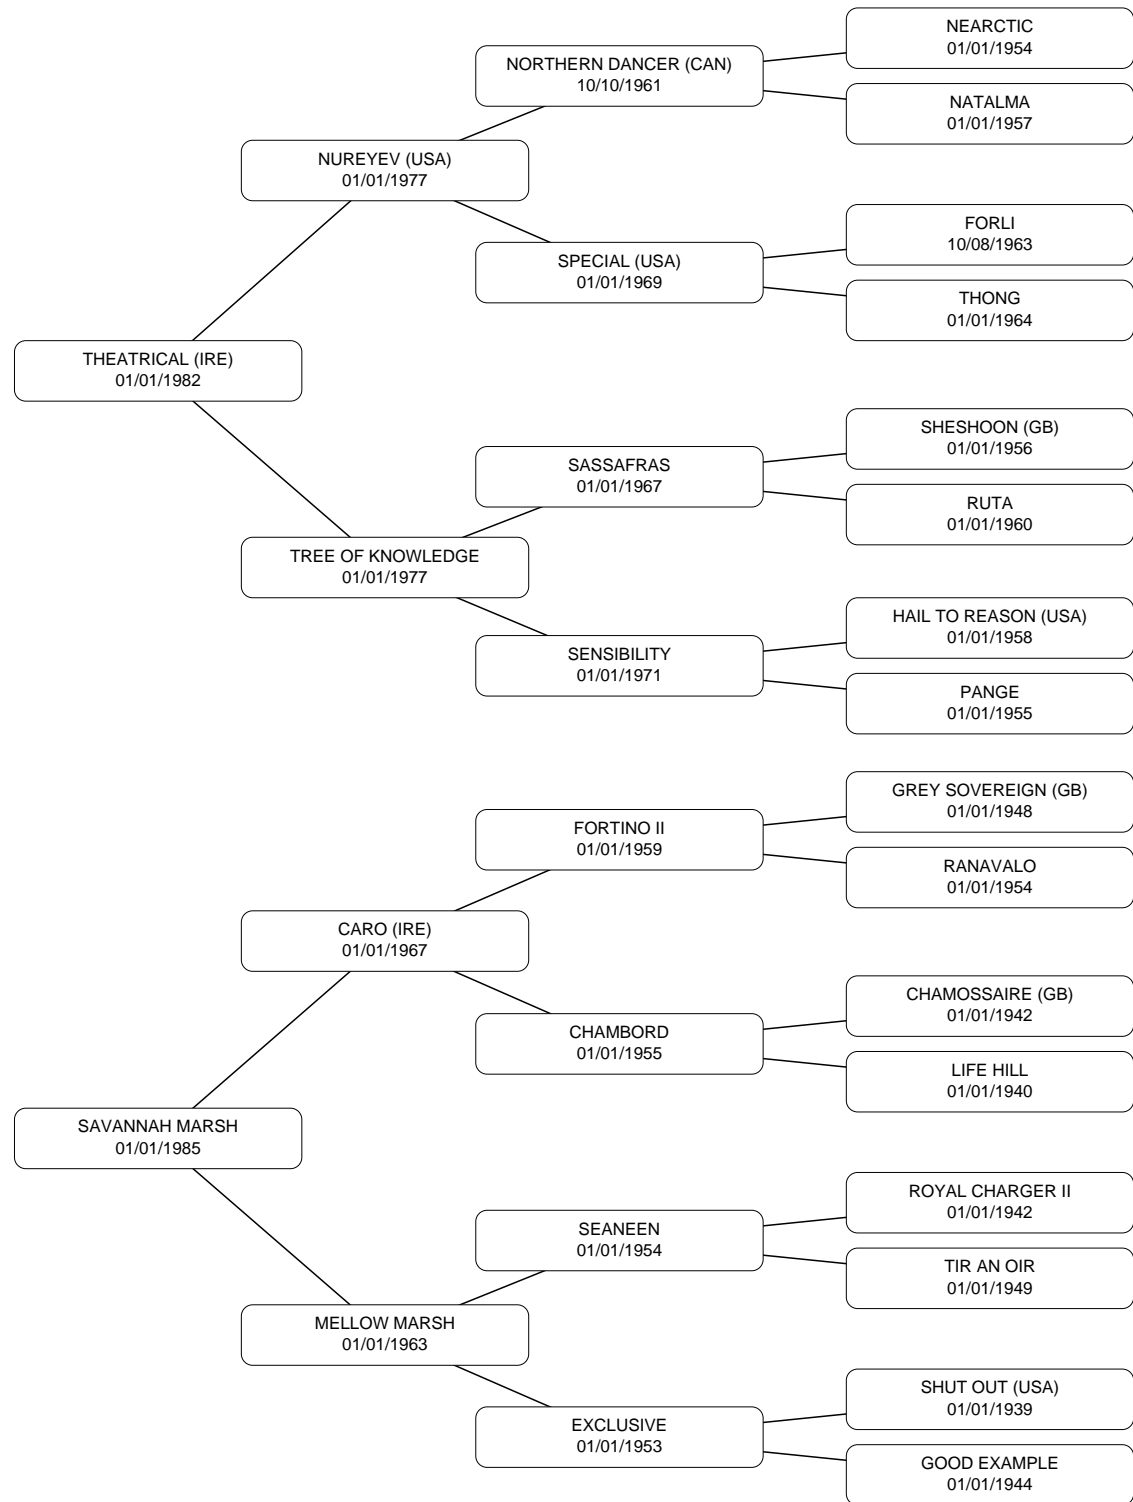 NEARCTIC
01/01/1954
NORTHERN DANCER (CAN)
10/10/1961
NATALMA
01/01/1957
NUREYEV (USA)
01/01/1977
FORLI
10/08/1963
SPECIAL (USA)
01/01/1969
THONG
01/01/1964
THEATRICAL (IRE)
01/01/1982
SHESHOON (GB)
01/01/1956
SASSAFRAS
01/01/1967
RUTA
01/01/1960
TREE OF KNOWLEDGE
01/01/1977
HAIL TO REASON (USA)
01/01/1958
SENSIBILITY
01/01/1971
PANGE
01/01/1955
GREY SOVEREIGN (GB)
01/01/1948
FORTINO II
01/01/1959
RANAVALO
01/01/1954
CARO (IRE)
01/01/1967
CHAMOSSAIRE (GB)
01/01/1942
CHAMBORD
01/01/1955
LIFE HILL
01/01/1940
SAVANNAH MARSH
01/01/1985
ROYAL CHARGER II
01/01/1942
SEANEEN
01/01/1954
TIR AN OIR
01/01/1949
MELLOW MARSH
01/01/1963
SHUT OUT (USA)
01/01/1939
EXCLUSIVE
01/01/1953
GOOD EXAMPLE
01/01/1944